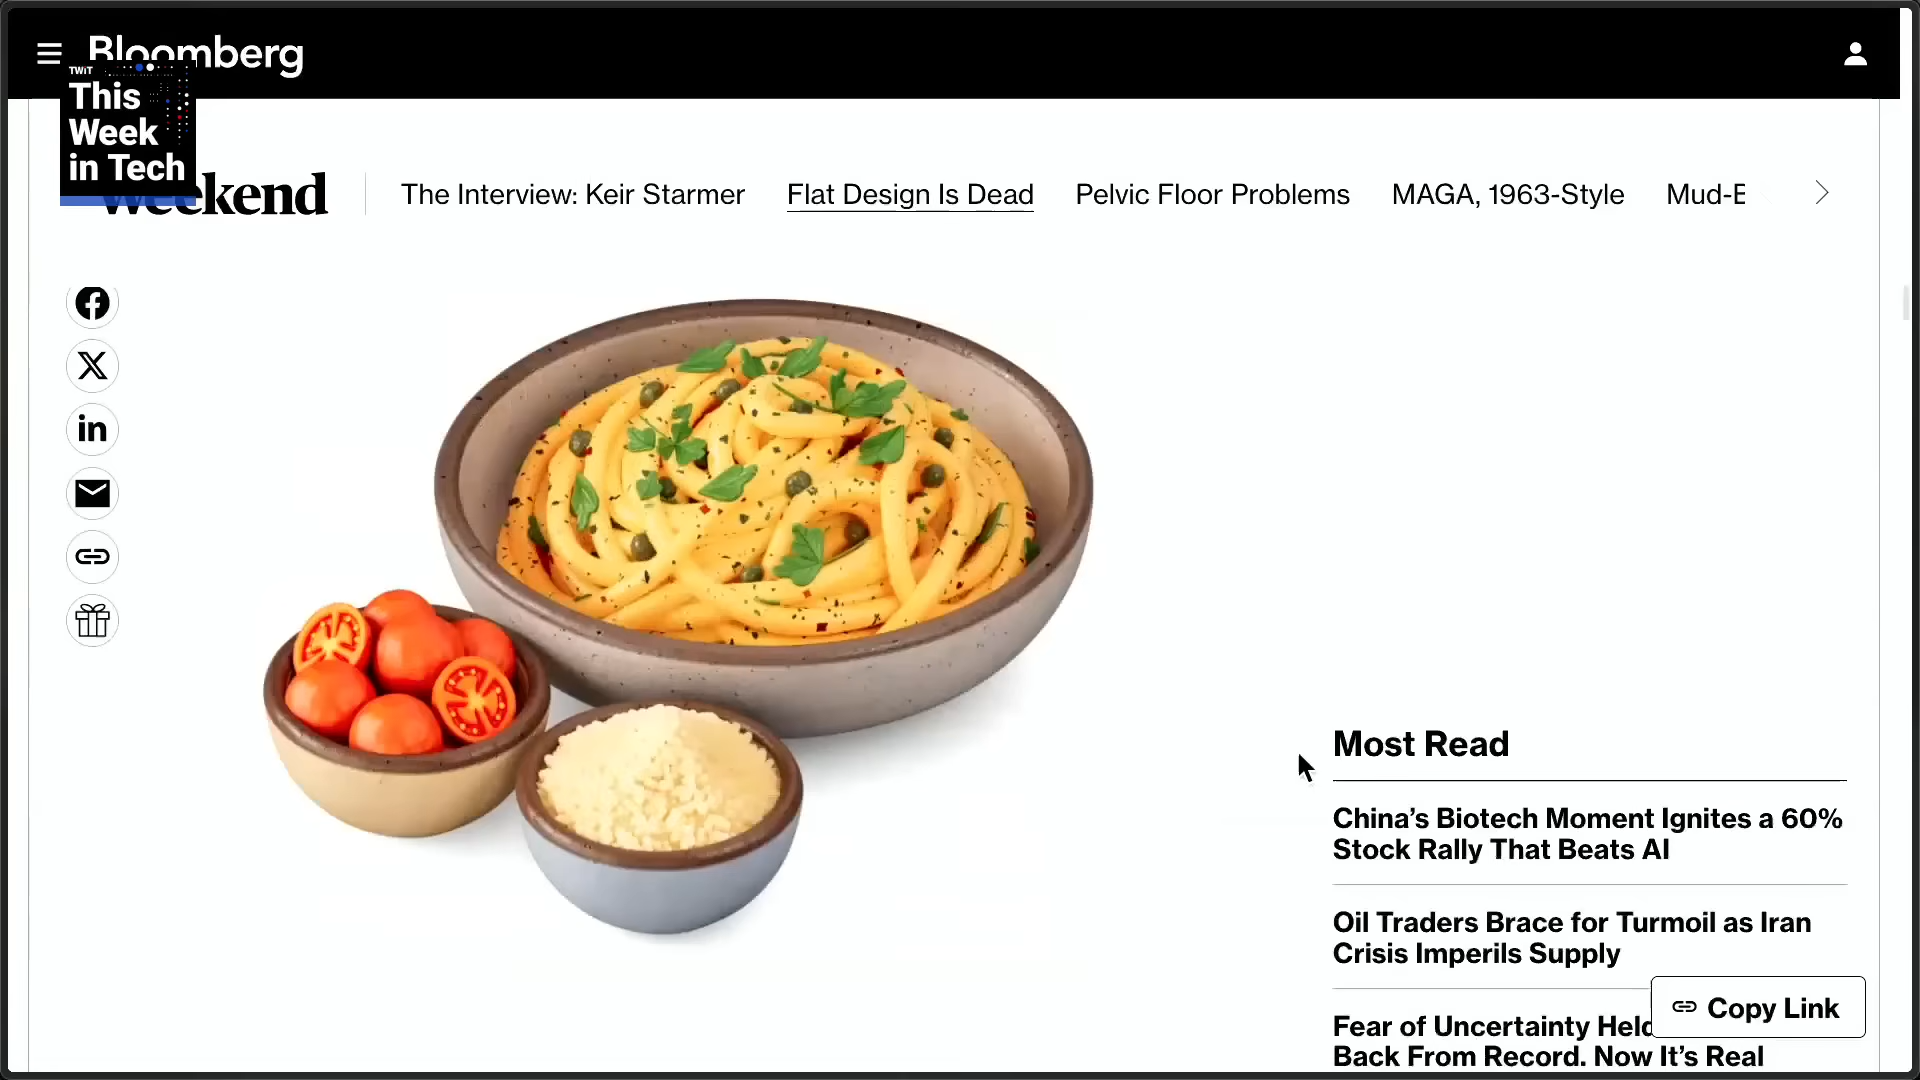 Bloomberg
TWiT
This
Week
in Tech
weekend
The Interview: Keir Starmer
Flat Design Is Dead
Pelvic Floor Problems
MAGA, 1963-Style
Mud-E
Most Read
China’s Biotech Moment Ignites a 60%
Stock Rally That Beats AI
Oil Traders Brace for Turmoil as Iran
Crisis Imperils Supply
Fear of Uncertainty Held
Back From Record. Now It’s Real
Copy Link